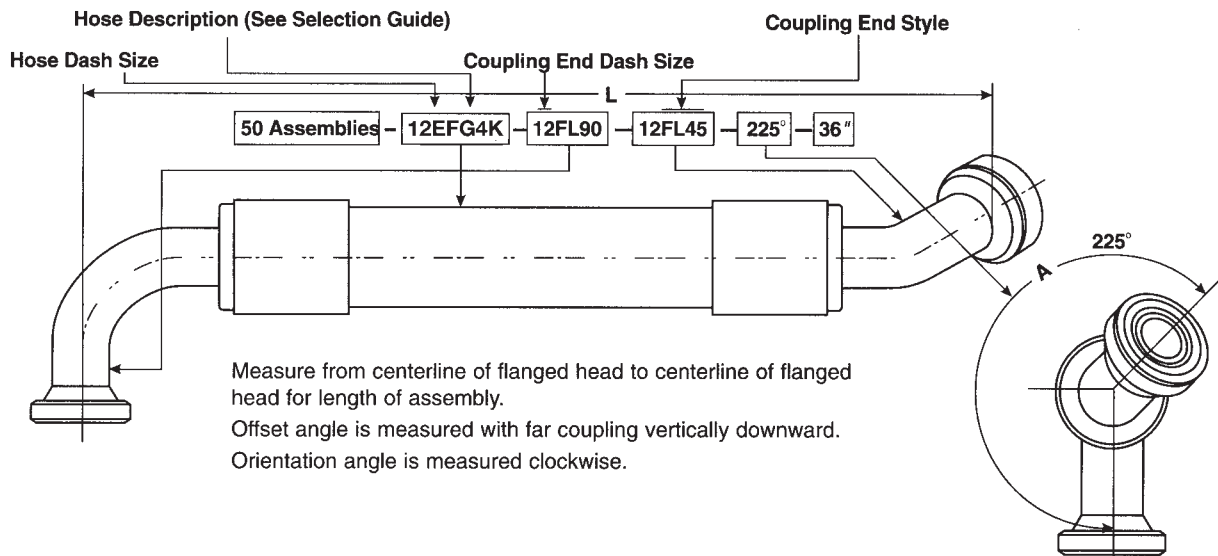 Hose Description (See Selection Guide)
Coupling End Style
Hose Dash Size
Coupling End Dash Size
L
50 Assemblies – 12EFG4K – 12FL90 – 12FL45 – 225° – 36"
225°
A
Measure from centerline of flanged head to centerline of flanged
head for length of assembly.
Offset angle is measured with far coupling vertically downward.
Orientation angle is measured clockwise.